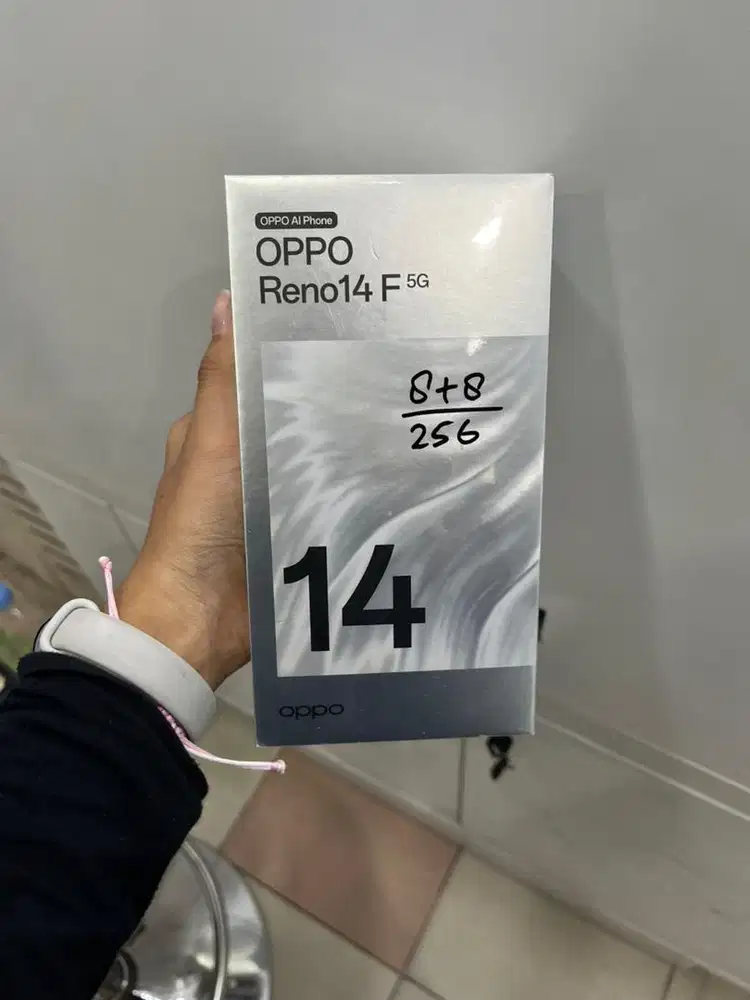 OPPO AI Phone
OPPO
Reno14 F 5G
8+8
256
14
oppo